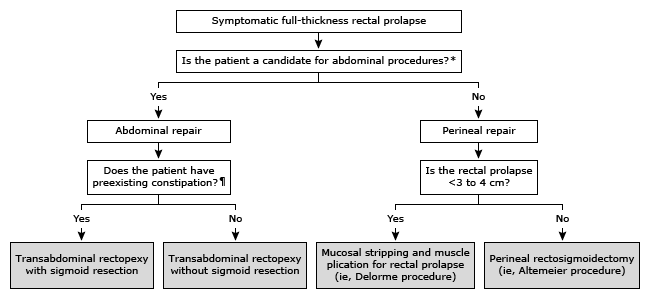 Symptomatic full-thickness rectal prolapse
Is the patient a candidate for abdominal procedures?*
Yes
No
Abdominal repair
Perineal repair
Does the patient have
preexisting constipation?¶
Is the rectal prolapse
<3 to 4 cm?
Yes
No
Yes
No
Transabdominal rectopexy
with sigmoid resection
Transabdominal rectopexy
without sigmoid resection
Mucosal stripping and muscle
plication for rectal prolapse
(ie, Delorme procedure)
Perineal rectosigmoidectomy
(ie, Altemeier procedure)